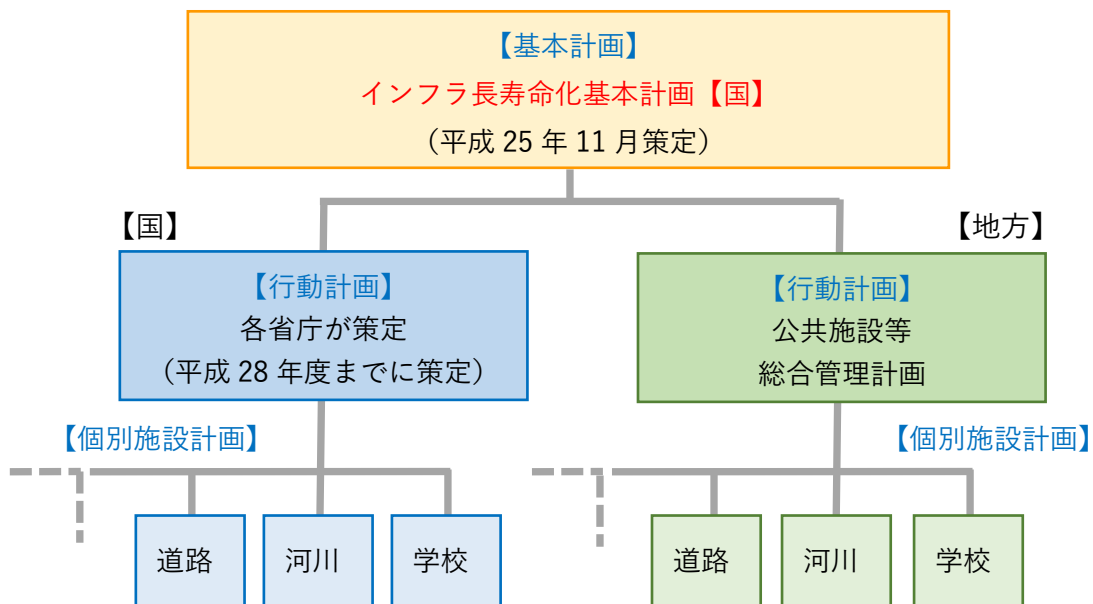 【基本計画】
インフラ長寿命化基本計画【国】
（平成 25 年 11 月策定）
【国】
【地方】
【行動計画】
各省庁が策定
（平成 28 年度までに策定）
【行動計画】
公共施設等
総合管理計画
【個別施設計画】
【個別施設計画】
道路
河川
学校
道路
河川
学校